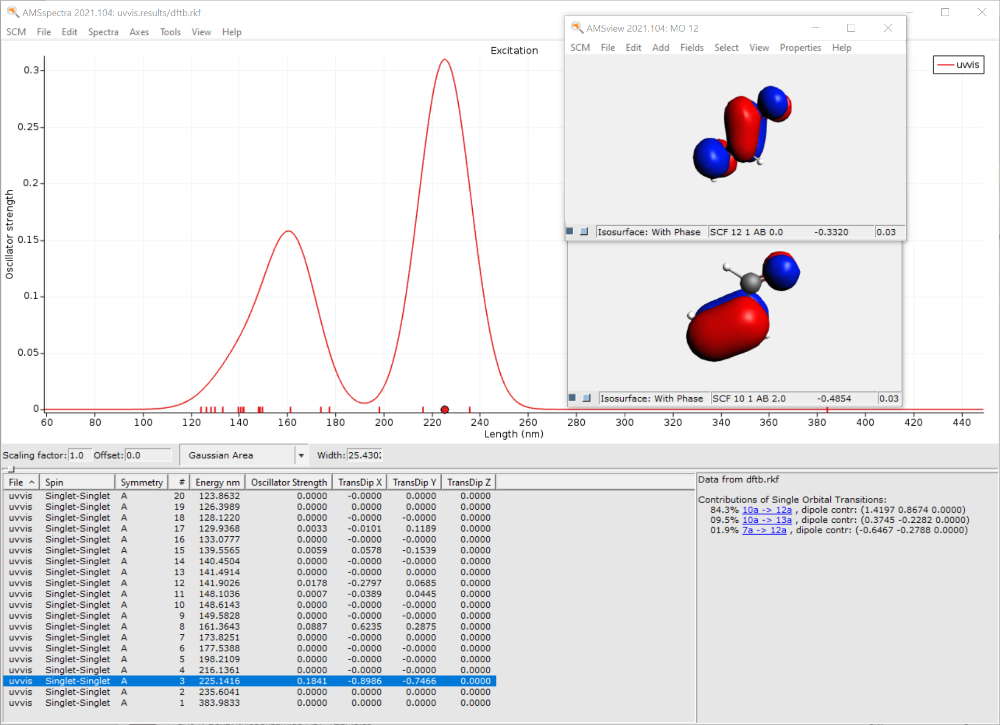 AMSspectra 2021.104: uvvis.results/dftb.rkf
SCM File Edit Spectra Axes Tools View Help
AMSview 2021.104: MO 12
SCM File Edit Add Fields Select View Properties Help
Isosurface: With Phase SCF 12 1 AB 0.0 -0.3320 0.03
Isosurface: With Phase SCF 10 1 AB 2.0 -0.4854 0.03
Excitation
uvvis
Oscillator strength
0.3
0.25
0.2
0.15
0.1
0.05
0
60 80 100 120 140 160 180 200 220 240 260 280 300 320 340 360 380 400 420 440
Length (nm)
Scaling factor: 1.0 Offset: 0.0 Gaussian Area Width: 25.4302
File Spin Symmetry # Energy nm Oscillator Strength TransDip X TransDip Y TransDip Z
uvvis Singlet-Singlet A 20 123.8632 0.0000 -0.0000 0.0000 0.0000
uvvis Singlet-Singlet A 19 126.3989 0.0000 0.0000 0.0000 0.0000
uvvis Singlet-Singlet A 18 128.1220 0.0000 -0.0000 -0.0000 0.0000
uvvis Singlet-Singlet A 17 129.9368 0.0033 -0.0101 0.1189 0.0000
uvvis Singlet-Singlet A 16 133.0777 0.0000 -0.0000 -0.0000 0.0000
uvvis Singlet-Singlet A 15 139.5565 0.0059 0.0578 -0.1539 0.0000
uvvis Singlet-Singlet A 14 140.4504 0.0000 -0.0000 -0.0000 0.0000
uvvis Singlet-Singlet A 13 141.4914 0.0000 -0.0000 0.0000 0.0000
uvvis Singlet-Singlet A 12 141.9026 0.0178 -0.2797 0.0685 0.0000
uvvis Singlet-Singlet A 11 148.1036 0.0007 -0.0389 0.0445 0.0000
uvvis Singlet-Singlet A 10 148.6143 0.0000 -0.0000 -0.0000 0.0000
uvvis Singlet-Singlet A 9 149.5828 0.0000 -0.0000 -0.0000 0.0000
uvvis Singlet-Singlet A 8 161.3643 0.0887 0.6235 0.2875 0.0000
uvvis Singlet-Singlet A 7 173.8251 0.0000 -0.0000 0.0000 0.0000
uvvis Singlet-Singlet A 6 177.5388 0.0000 -0.0000 -0.0000 0.0000
uvvis Singlet-Singlet A 5 198.2109 0.0000 -0.0000 -0.0000 0.0000
uvvis Singlet-Singlet A 4 216.1361 0.0000 -0.0000 -0.0000 0.0000
uvvis Singlet-Singlet A 3 225.1416 0.1841 -0.8986 -0.7466 0.0000
uvvis Singlet-Singlet A 2 235.6041 0.0000 0.0000 0.0000 0.0000
uvvis Singlet-Singlet A 1 383.9833 0.0000 0.0000 0.0000 0.0000
Data from dftb.rkf
Contributions of Single Orbital Transitions:
84.3% 10a -> 12a , dipole contr: (1.4197 0.8674 0.0000)
09.5% 10a -> 13a , dipole contr: (0.3745 -0.2282 0.0000)
01.9% 7a -> 12a , dipole contr: (-0.6467 -0.2788 0.0000)